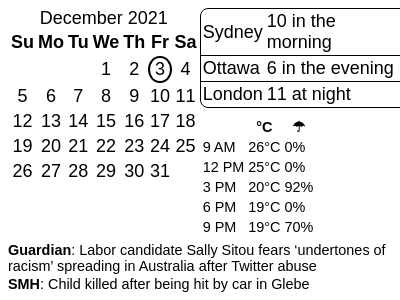 December 2021
Su Mo Tu We Th Fr Sa
1 2 3 4
5 6 7 8 9 10 11
12 13 14 15 16 17 18
19 20 21 22 23 24 25
26 27 28 29 30 31
Sydney 10 in the
morning
Ottawa 6 in the evening
London 11 at night
°C ☂
9 AM 26°C 0%
12 PM 25°C 0%
3 PM 20°C 92%
6 PM 19°C 0%
9 PM 19°C 70%
Guardian: Labor candidate Sally Sitou fears ‘undertones of
racism’ spreading in Australia after Twitter abuse
SMH: Child killed after being hit by car in Glebe